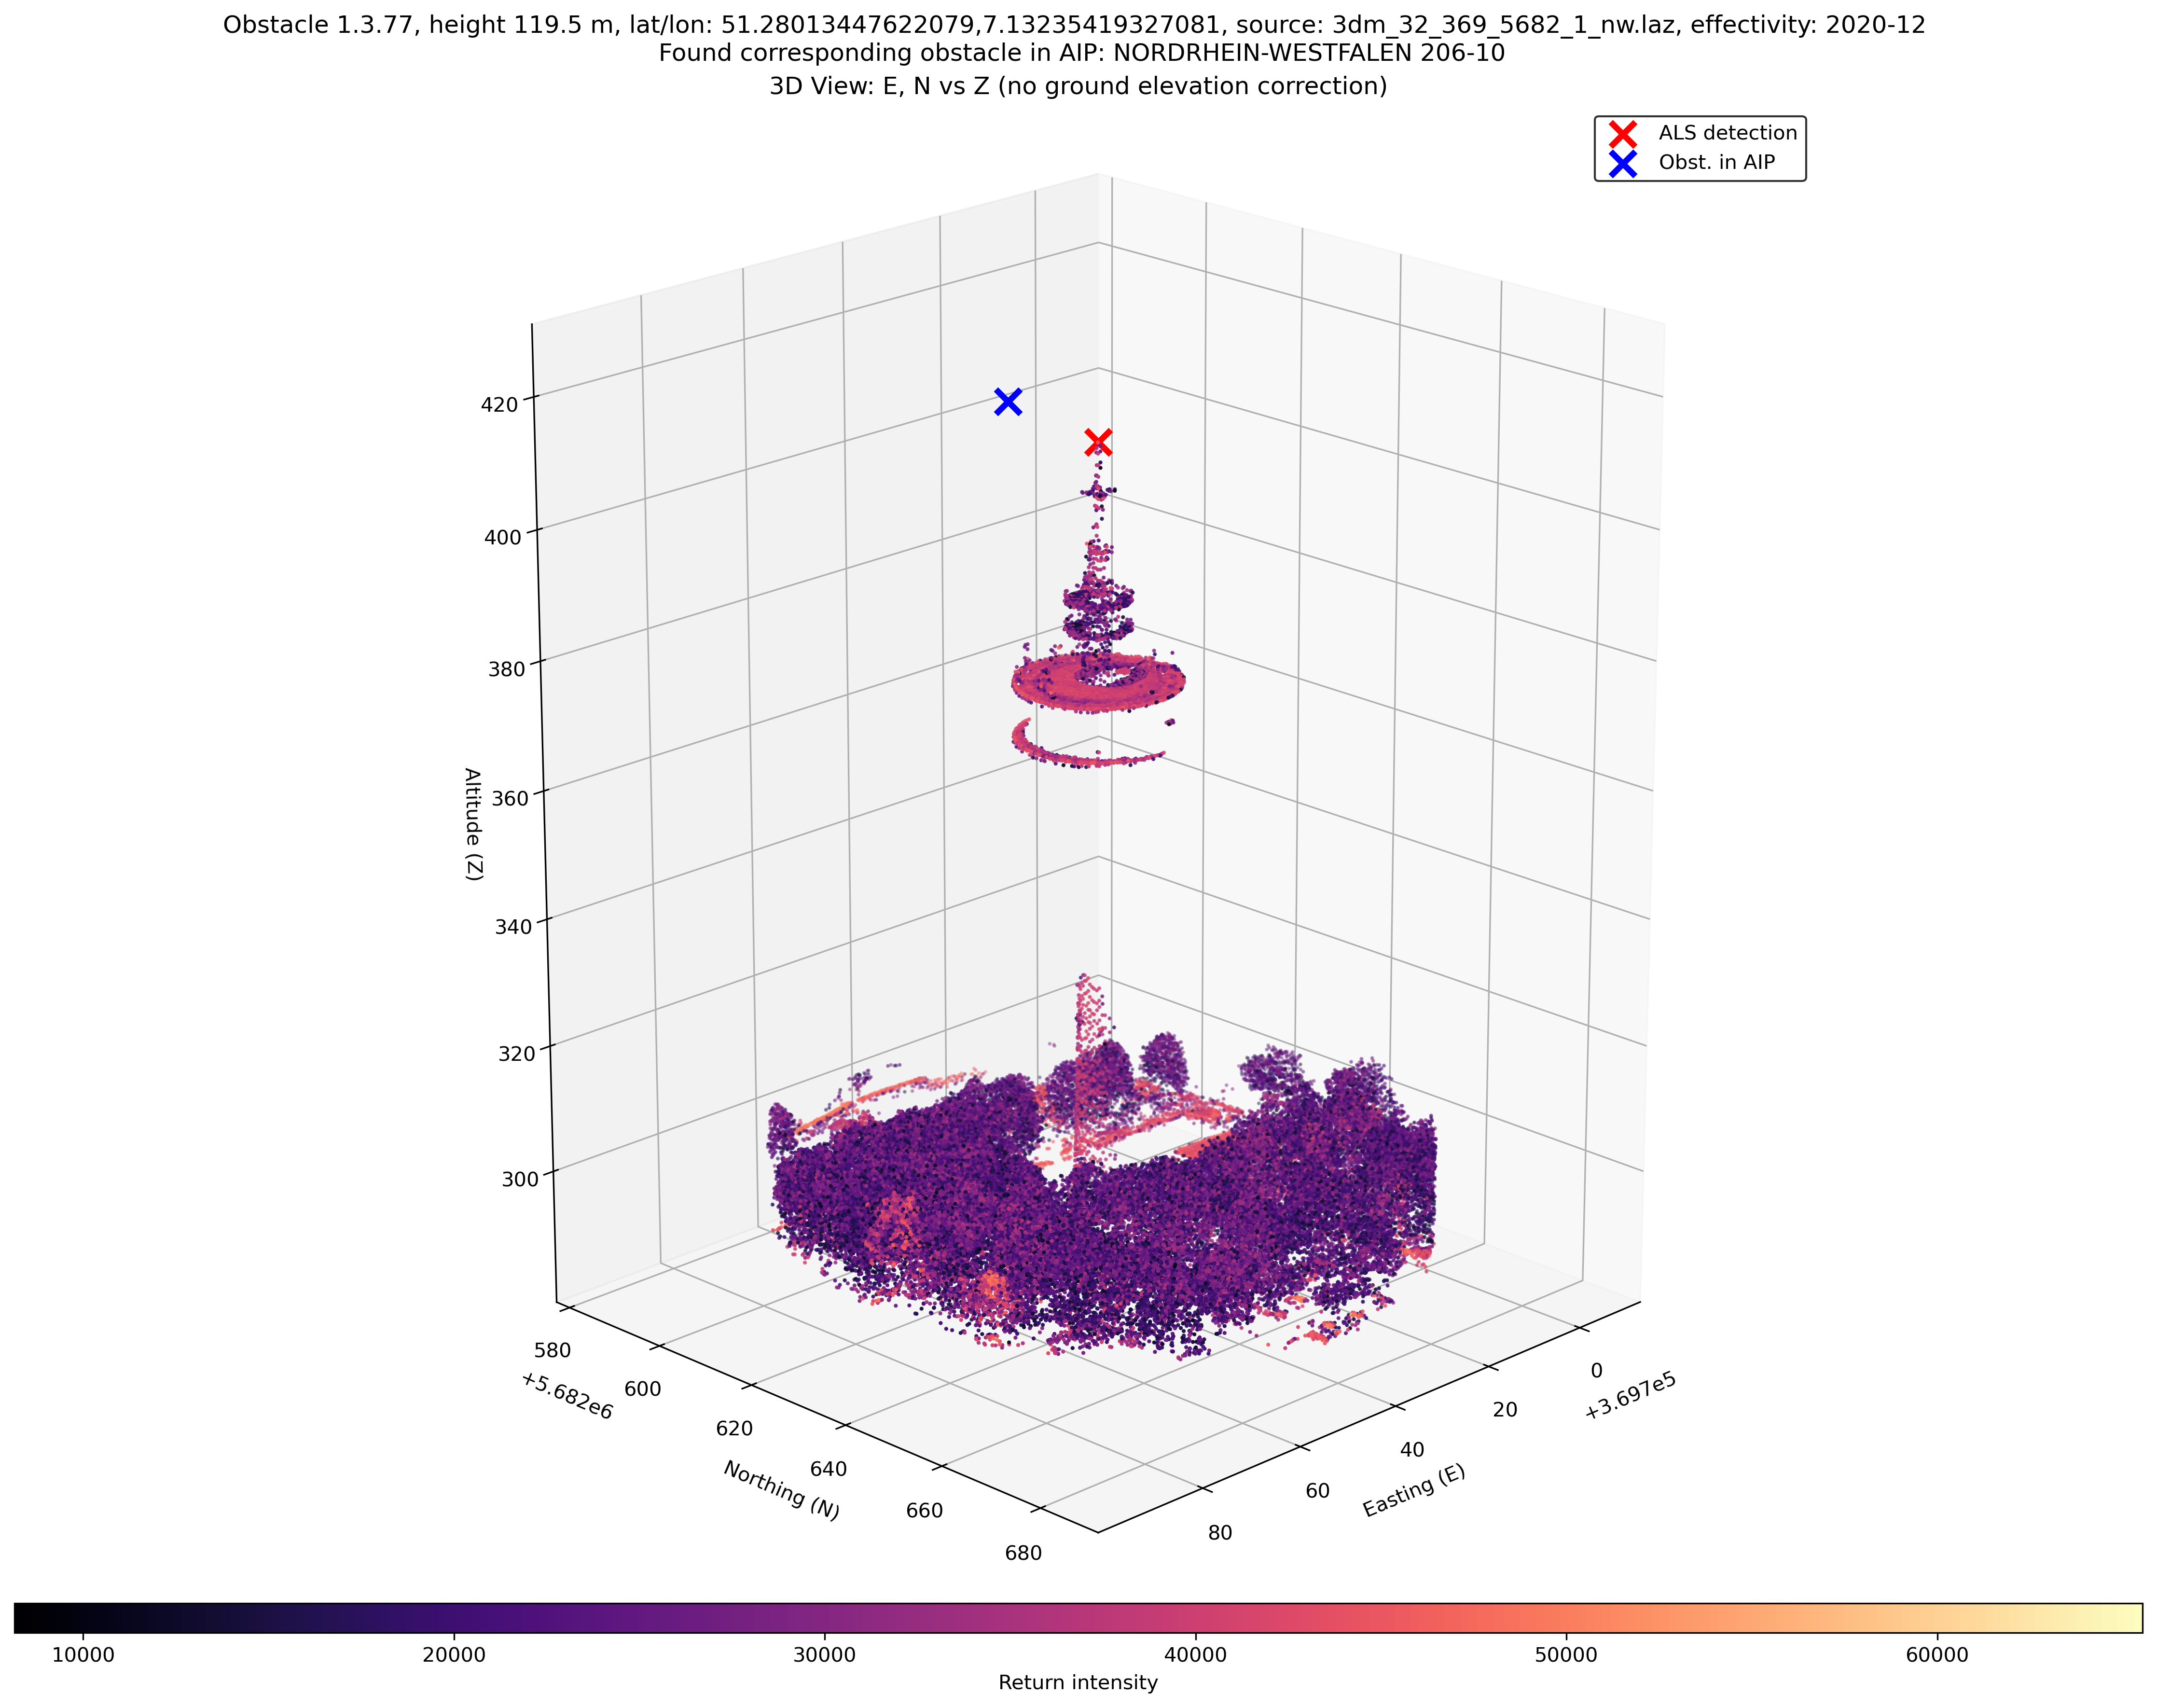 Obstacle 1.3.77, height 119.5 m, lat/lon: 51.28013447622079,7.13235419327081, source: 3dm_32_369_5682_1_nw.laz, effectivity: 2020-12
Found corresponding obstacle in AIP: NORDRHEIN-WESTFALEN 206-10
3D View: E, N vs Z (no ground elevation correction)
ALS detection
Obst. in AIP
420
400
380
360
340
320
300
Altitude (Z)
580
600
620
640
660
680
+5.682e6
Northing (N)
0
20
40
60
80
+3.697e5
Easting (E)
10000
20000
30000
40000
50000
60000
Return intensity